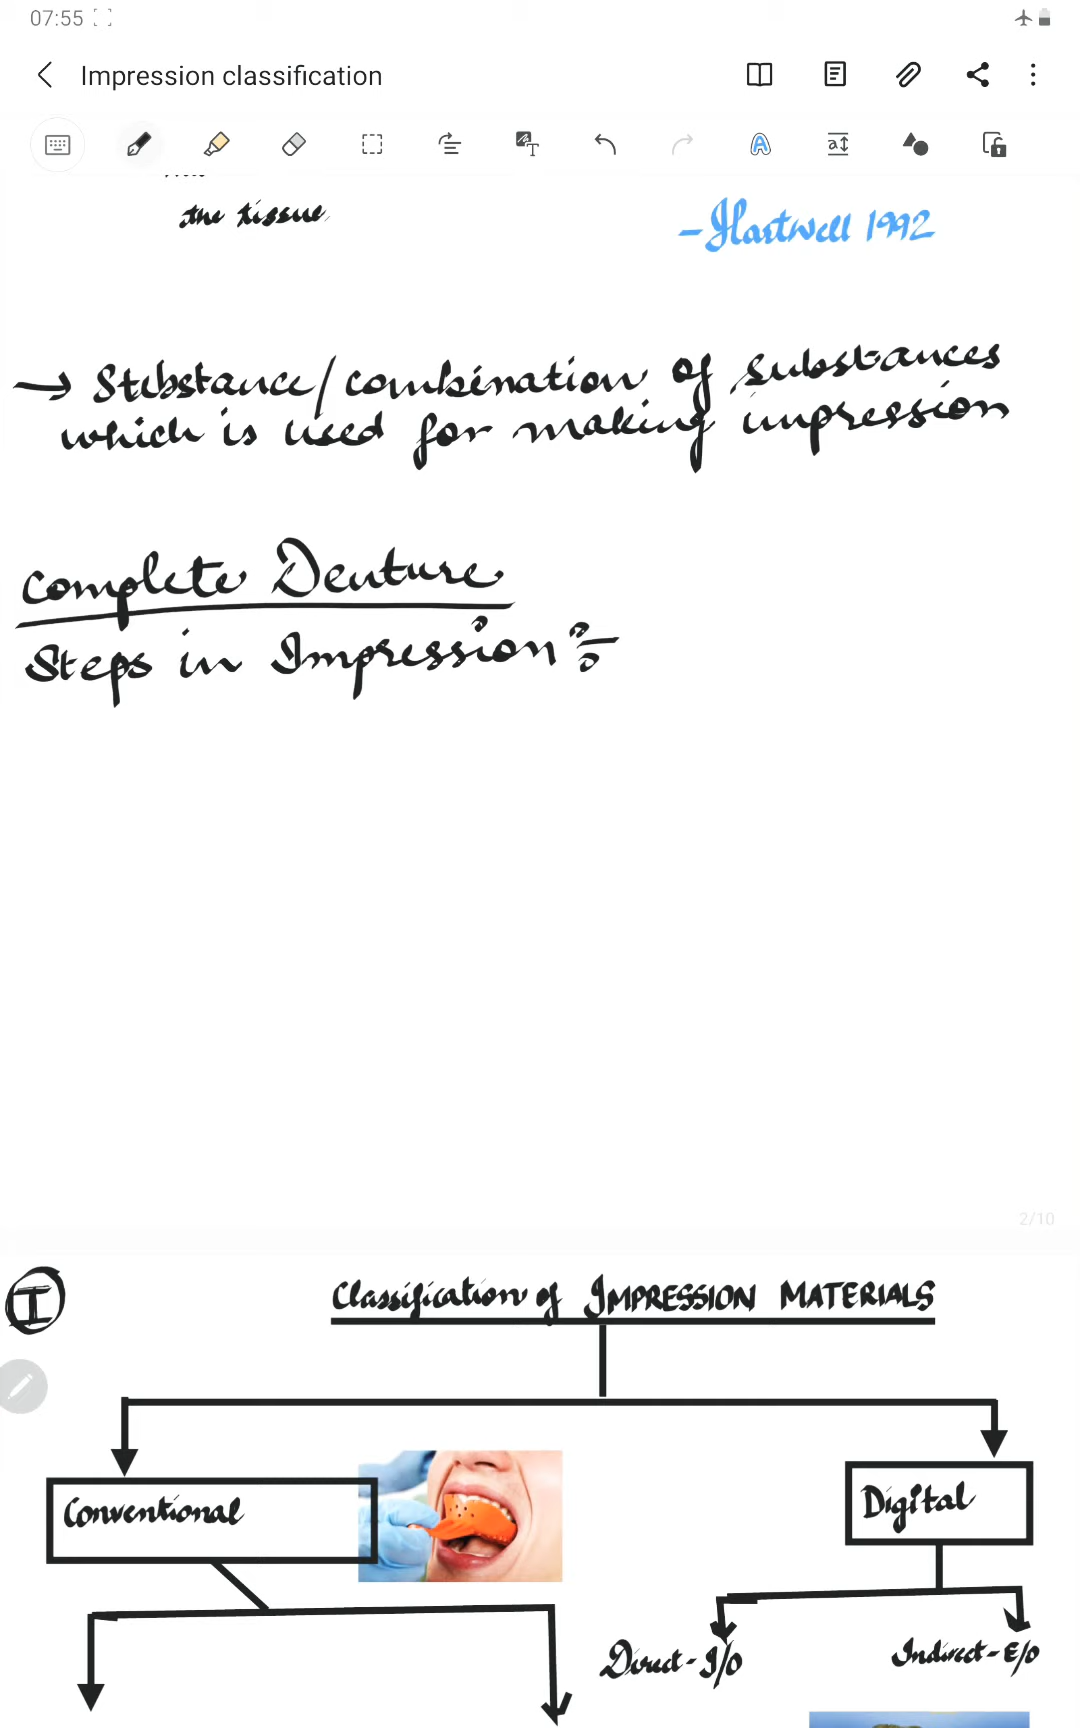 07:55
Impression classification
the tissue
- Hartwell 1992
→ Substance/combination of substances
which is used for making impression
Complete Denture
Steps in Impression :-
2/10
I
Classification of IMPRESSION MATERIALS
Conventional
Digital
Direct - I/O
Indirect - E/O